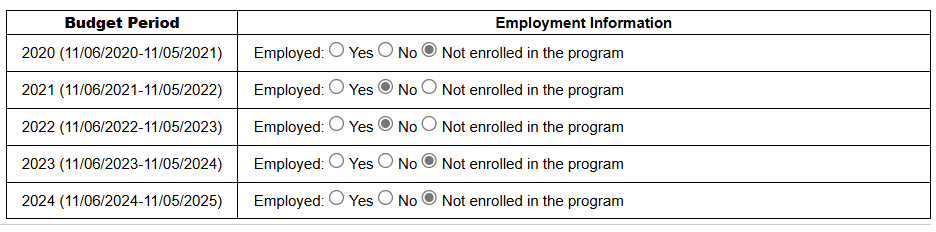 Budget Period Employment Information
2020 (11/06/2020-11/05/2021) Employed: Yes No Not enrolled in the program
2021 (11/06/2021-11/05/2022) Employed: Yes No Not enrolled in the program
2022 (11/06/2022-11/05/2023) Employed: Yes No Not enrolled in the program
2023 (11/06/2023-11/05/2024) Employed: Yes No Not enrolled in the program
2024 (11/06/2024-11/05/2025) Employed: Yes No Not enrolled in the program